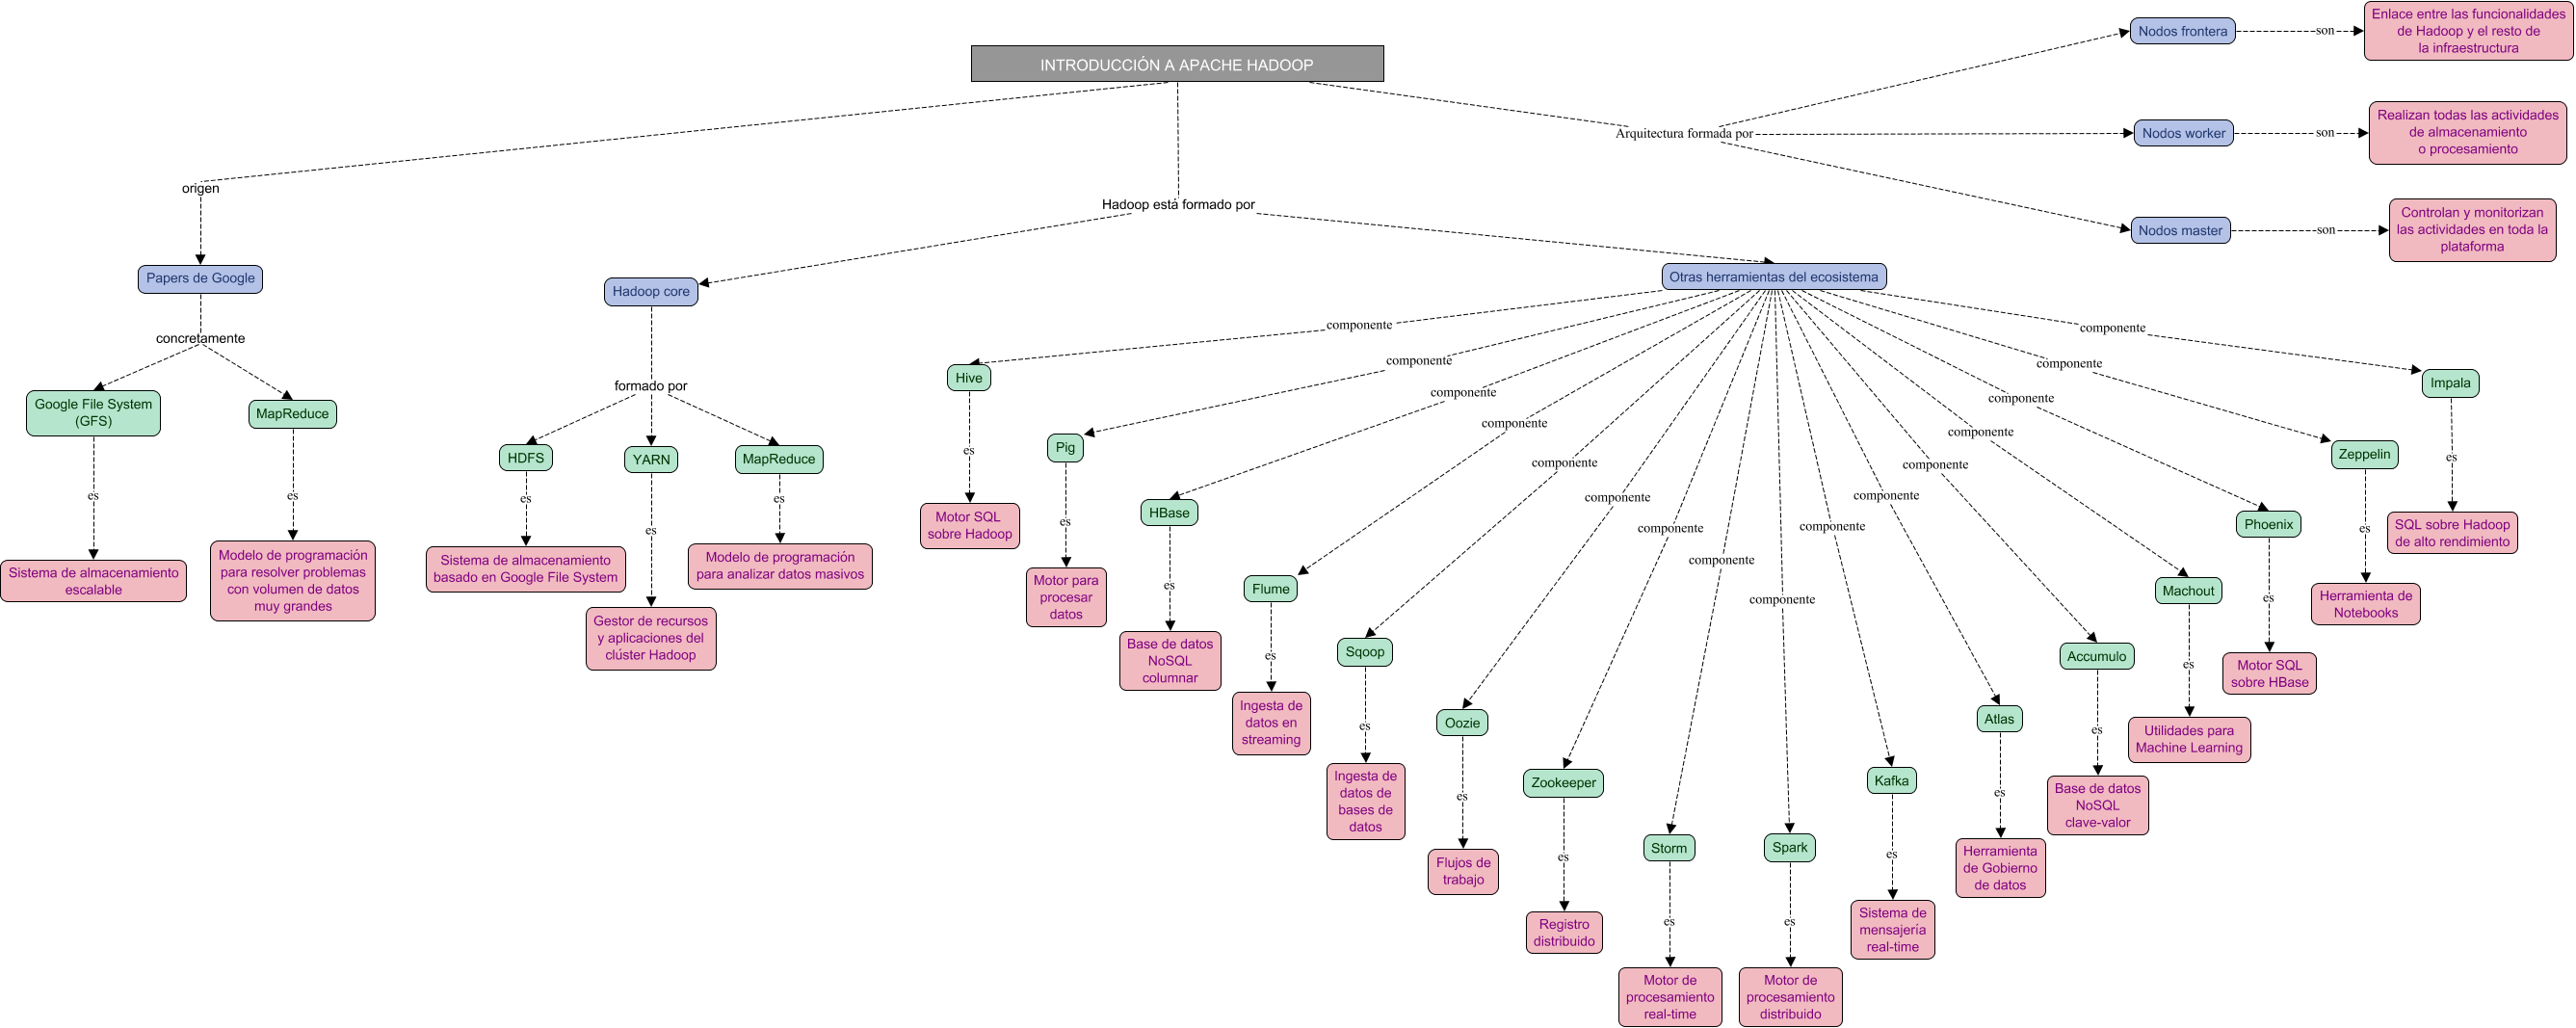 INTRODUCCIÓN A APACHE HADOOP
origen
Papers de Google
concretamente
Google File System
(GFS)
es
Sistema de almacenamiento
escalable
MapReduce
es
Modelo de programación
para resolver problemas
con volumen de datos
muy grandes
Hadoop está formado por
Hadoop core
formado por
HDFS
es
Sistema de almacenamiento
basado en Google File System
YARN
es
Gestor de recursos
y aplicaciones del
clúster Hadoop
MapReduce
es
Modelo de programación
para analizar datos masivos
Otras herramientas del ecosistema
componente
Hive
es
Motor SQL
sobre Hadoop
componente
Pig
es
Motor para
procesar
datos
componente
HBase
es
Base de datos
NoSQL
columnar
componente
Flume
es
Ingesta de
datos en
streaming
componente
Sqoop
es
Ingesta de
datos de
bases de
datos
componente
Oozie
es
Flujos de
trabajo
componente
Zookeeper
es
Registro
distribuido
componente
Storm
es
Motor de
procesamiento
real-time
componente
Spark
es
Motor de
procesamiento
distribuido
componente
Kafka
es
Sistema de
mensajería
real-time
componente
Atlas
es
Herramienta
de Gobierno
de datos
componente
Accumulo
es
Base de datos
NoSQL
clave-valor
componente
Machout
es
Utilidades para
Machine Learning
componente
Phoenix
es
Motor SQL
sobre HBase
componente
Zeppelin
es
Herramienta de
Notebooks
componente
Impala
es
SQL sobre Hadoop
de alto rendimiento
Arquitectura formada por
Nodos frontera
son
Enlace entre las funcionalidades
de Hadoop y el resto de
la infraestructura
Nodos worker
son
Realizan todas las actividades
de almacenamiento
o procesamiento
Nodos master
son
Controlan y monitorizan
las actividades en toda la
plataforma